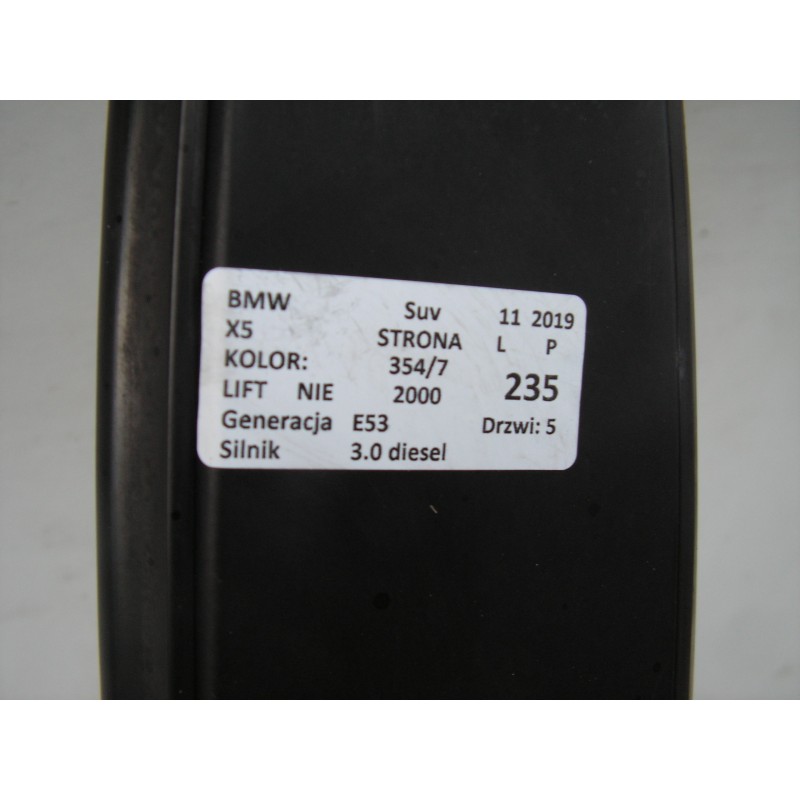 BMW Suv 11 2019
X5 STRONA L P
KOLOR: 354/7
LIFT NIE 2000 235
Generacja E53 Drzwi: 5
Silnik 3.0 diesel